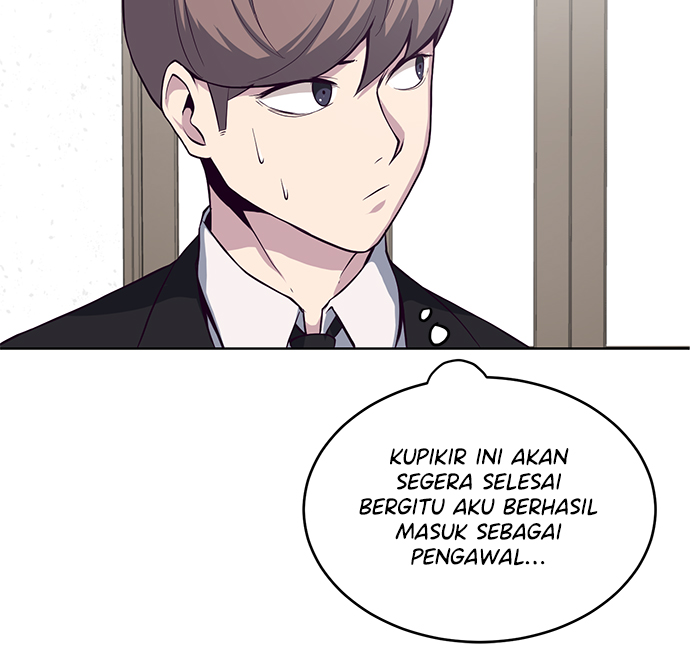 KUPIKIR INI AKAN
SEGERA SELESAI
BERGITU AKU BERHASIL
MASUK SEBAGAI
PENGAWAL...